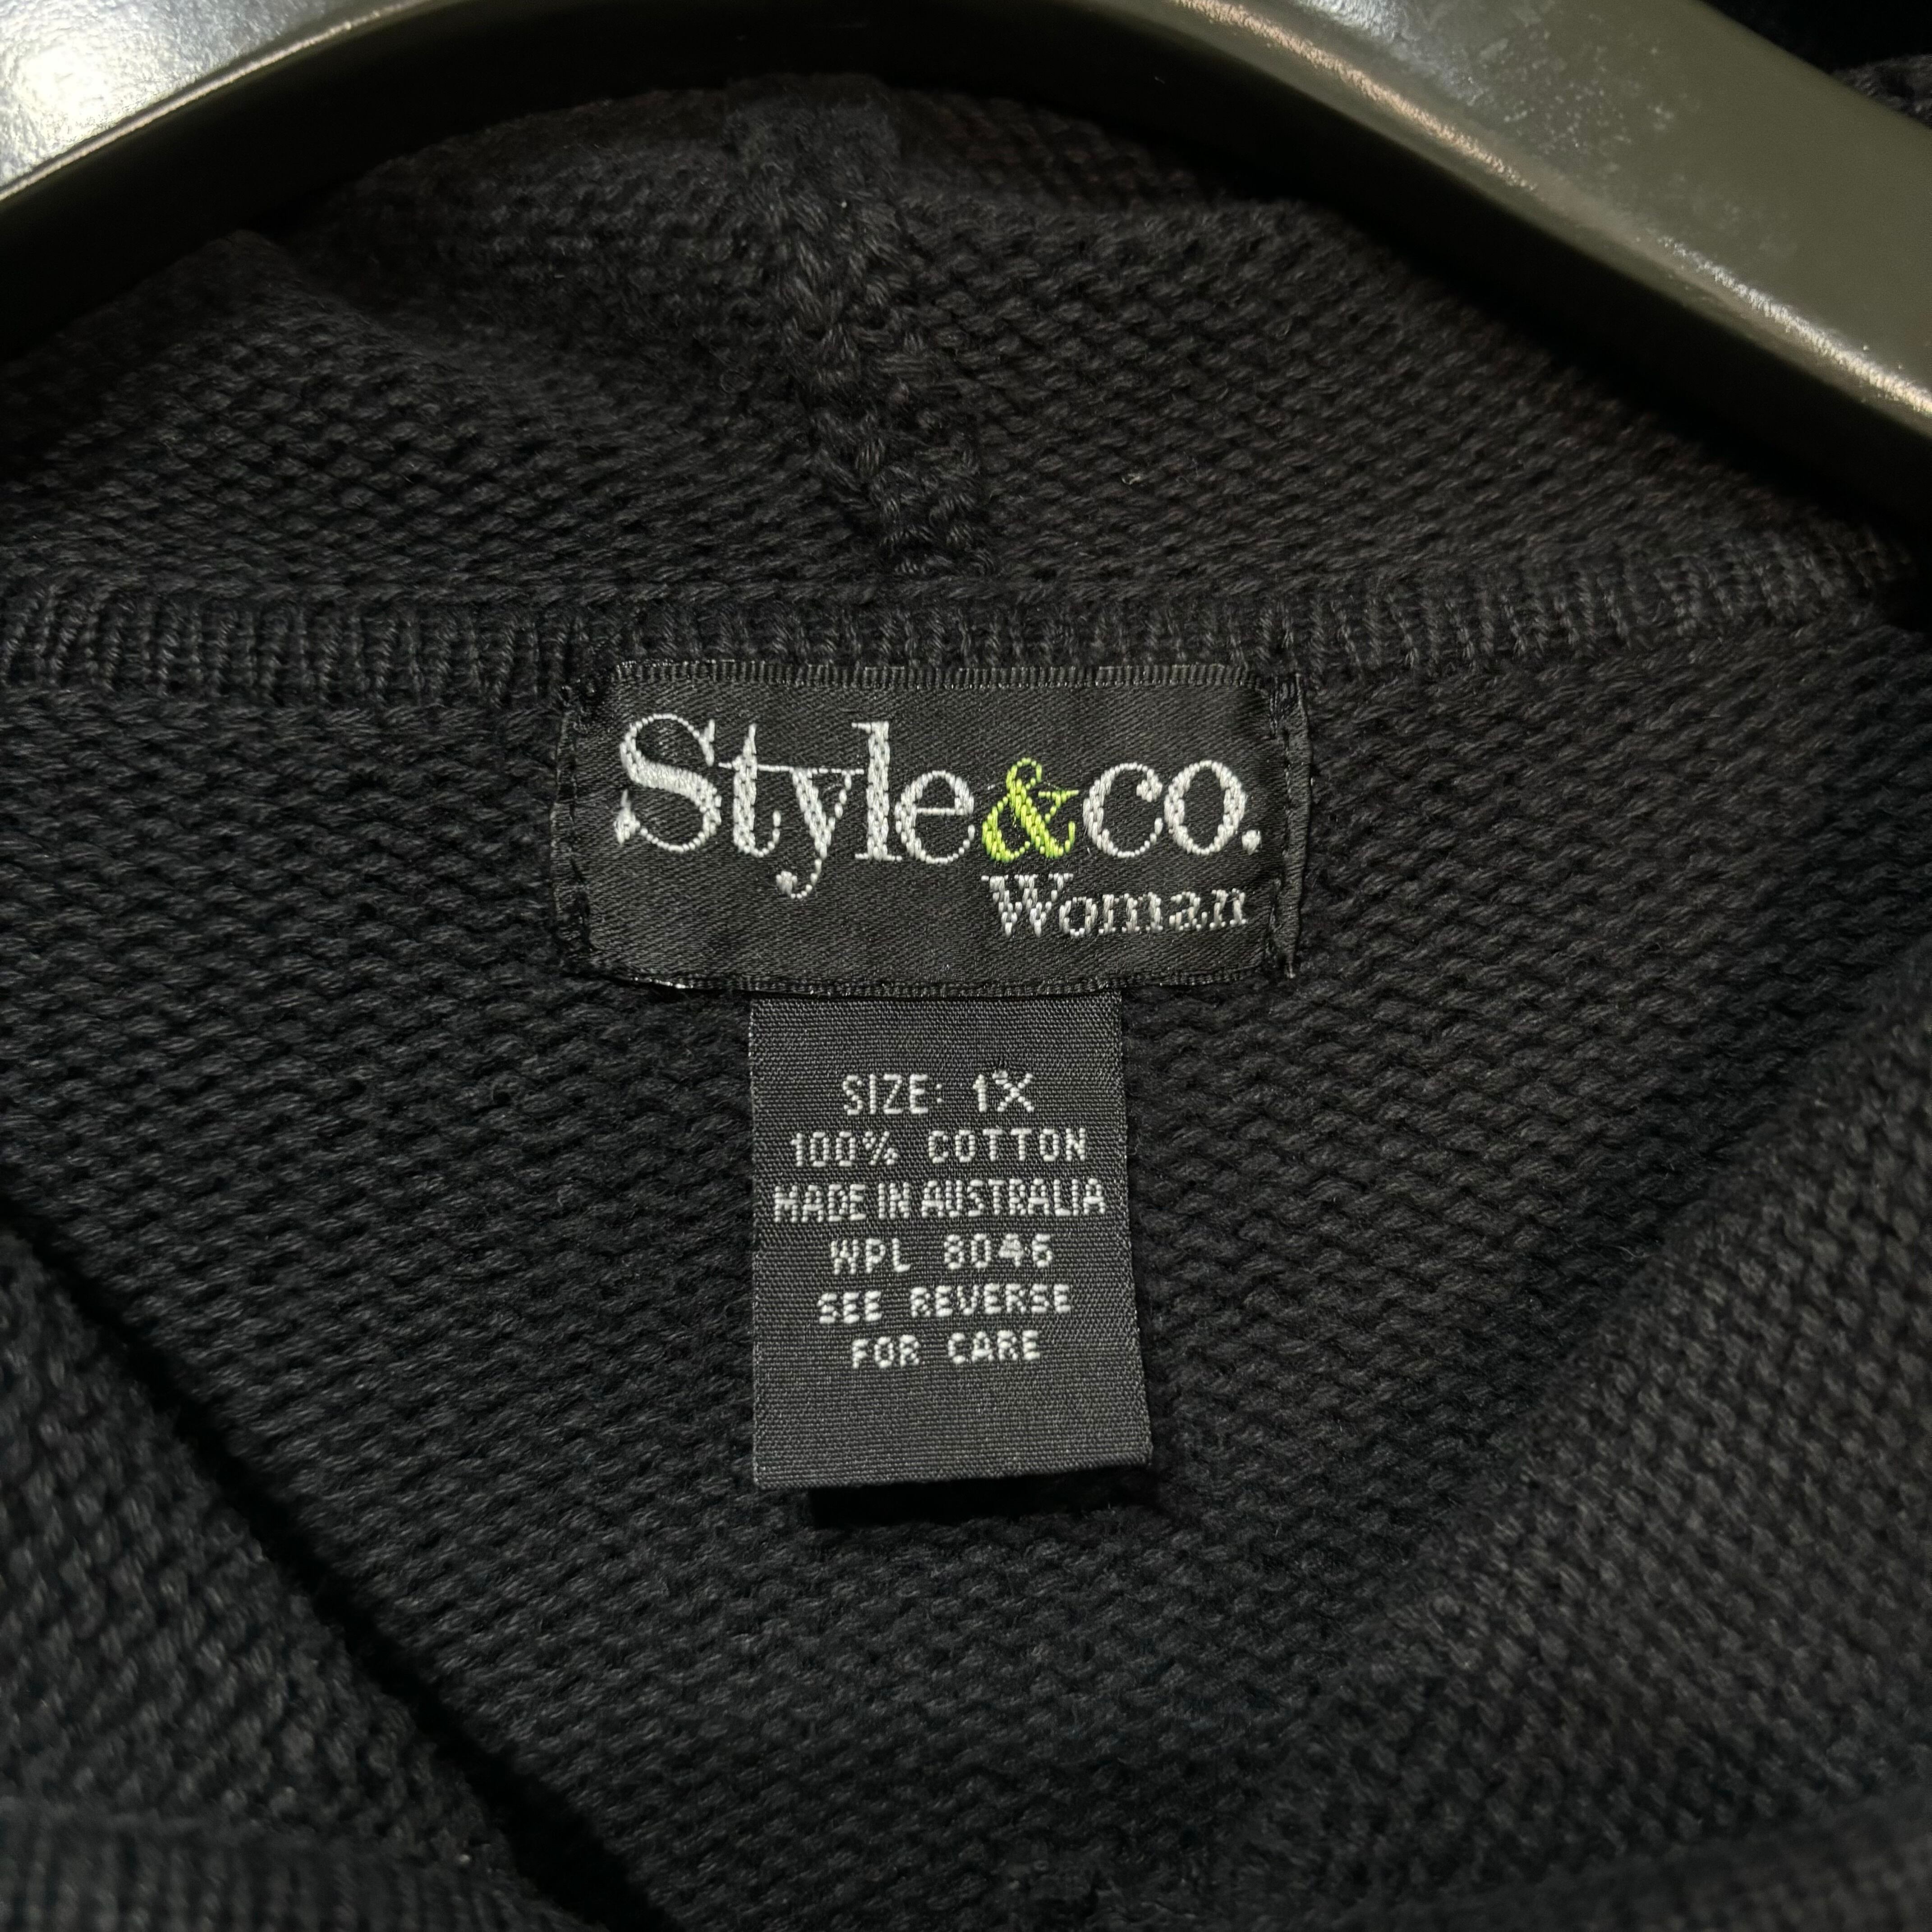 Style&co.
Woman
SIZE: 1X
100% COTTON
MADE IN AUSTRALIA
WPL 8046
SEE REVERSE
FOR CARE